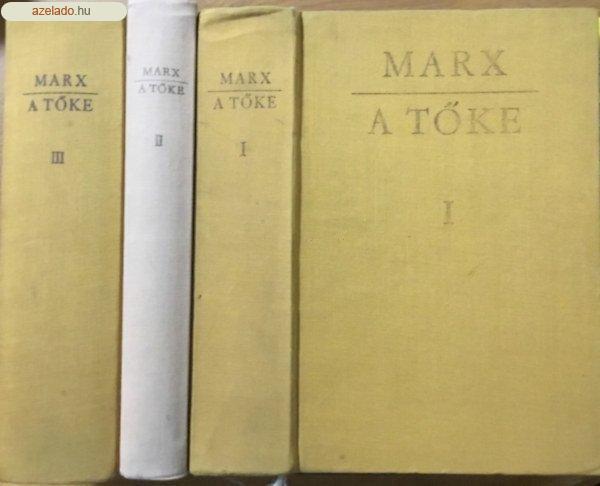 azelado.hu
MARX
A TŐKE
III
MARX
A TŐKE
II
MARX
A TŐKE
I
MARX
A TŐKE
I